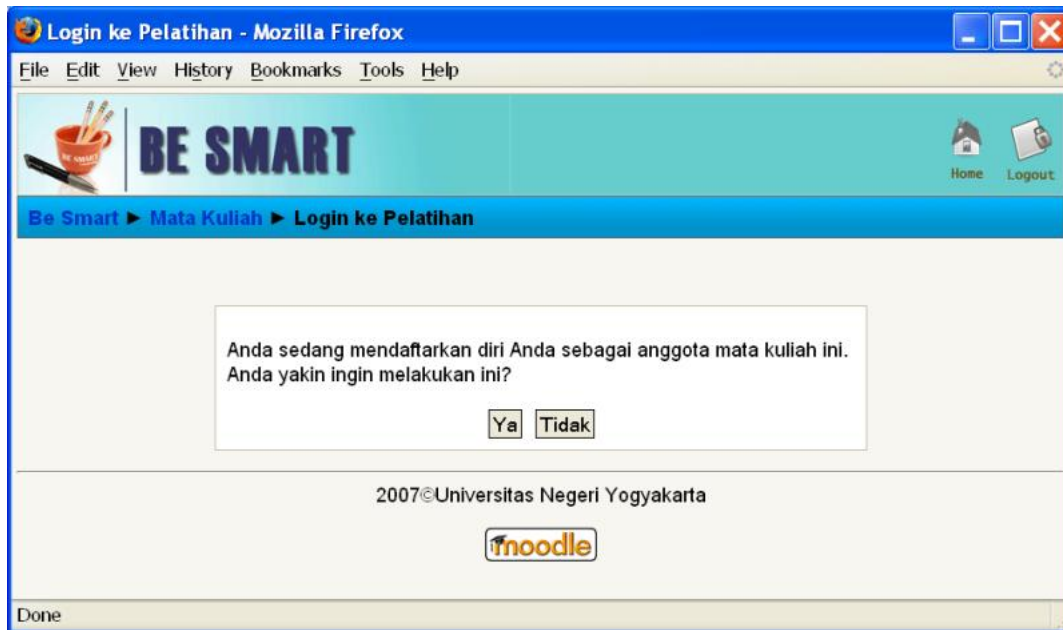 Login ke Pelatihan - Mozilla Firefox
File Edit View History Bookmarks Tools Help
BE SMART
BE SMART
Home Logout
Be Smart ► Mata Kuliah ► Login ke Pelatihan
Anda sedang mendaftarkan diri Anda sebagai anggota mata kuliah ini.
Anda yakin ingin melakukan ini?
Ya Tidak
2007©Universitas Negeri Yogyakarta
moodle
Done